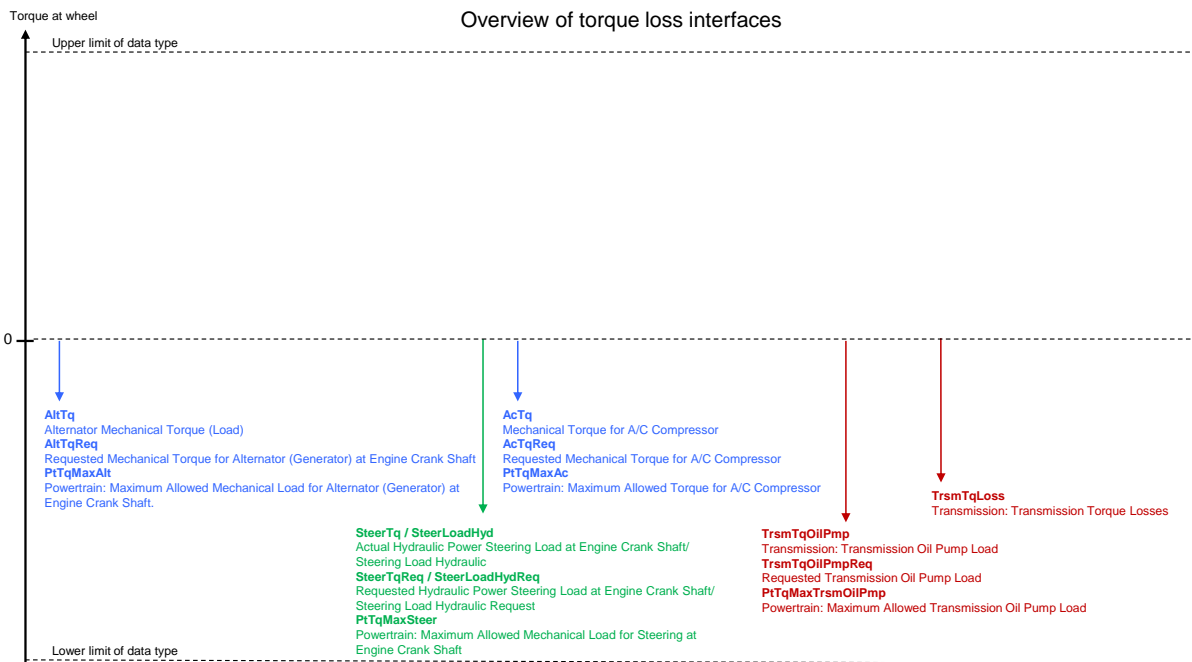 Torque at wheel
Overview of torque loss interfaces
Upper limit of data type
0
AltTq
Alternator Mechanical Torque (Load)
AltTqReq
Requested Mechanical Torque for Alternator (Generator) at Engine Crank Shaft
PtTqMaxAlt
Powertrain: Maximum Allowed Mechanical Load for Alternator (Generator) at
Engine Crank Shaft.
AcTq
Mechanical Torque for A/C Compressor
AcTqReq
Requested Mechanical Torque for A/C Compressor
PtTqMaxAc
Powertrain: Maximum Allowed Torque for A/C Compressor
TrsmTqLoss
Transmission: Transmission Torque Losses
SteerTq / SteerLoadHyd
Actual Hydraulic Power Steering Load at Engine Crank Shaft/
Steering Load Hydraulic
SteerTqReq / SteerLoadHydReq
Requested Hydraulic Power Steering Load at Engine Crank Shaft/
Steering Load Hydraulic Request
PtTqMaxSteer
Powertrain: Maximum Allowed Mechanical Load for Steering at
Engine Crank Shaft
TrsmTqOilPmp
Transmission: Transmission Oil Pump Load
TrsmTqOilPmpReq
Requested Transmission Oil Pump Load
PtTqMaxTrsmOilPmp
Powertrain: Maximum Allowed Transmission Oil Pump Load
Lower limit of data type